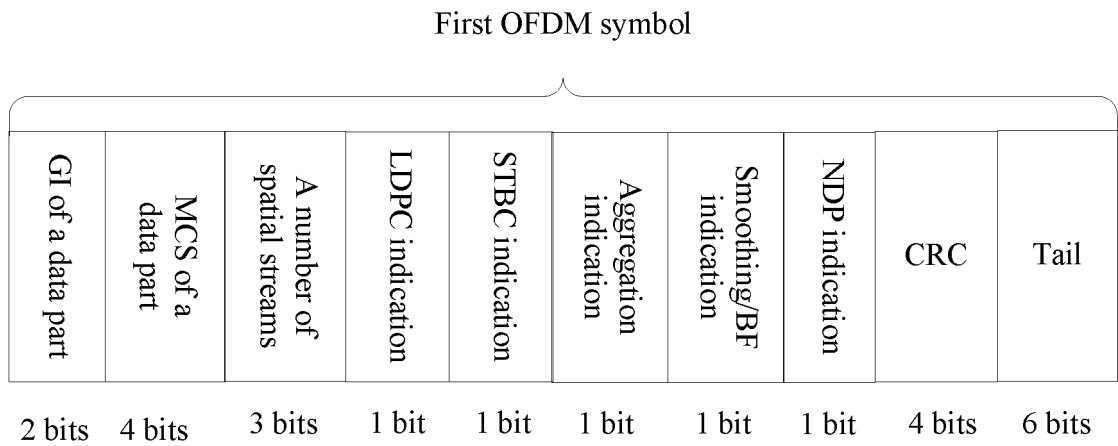 First OFDM symbol
GI of a data part
MCS of a
data part
A number of
spatial streams
LDPC indication
STBC indication
Aggregation
indication
Smoothing/BF
indication
NDP indication
CRC
Tail
2 bits
4 bits
3 bits
1 bit
1 bit
1 bit
1 bit
1 bit
4 bits
6 bits